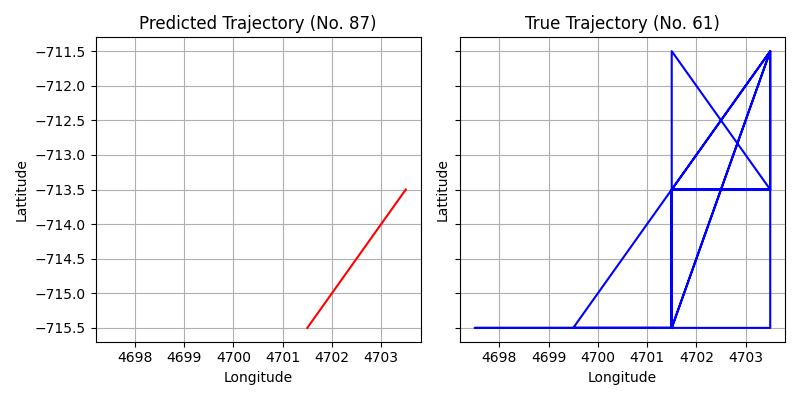 Predicted Trajectory (No. 87)
True Trajectory (No. 61)
−711.5
−712.0
−712.5
−713.0
−713.5
−714.0
−714.5
−715.0
−715.5
Lattitude
Lattitude
4698 4699 4700 4701 4702 4703
4698 4699 4700 4701 4702 4703
Longitude
Longitude